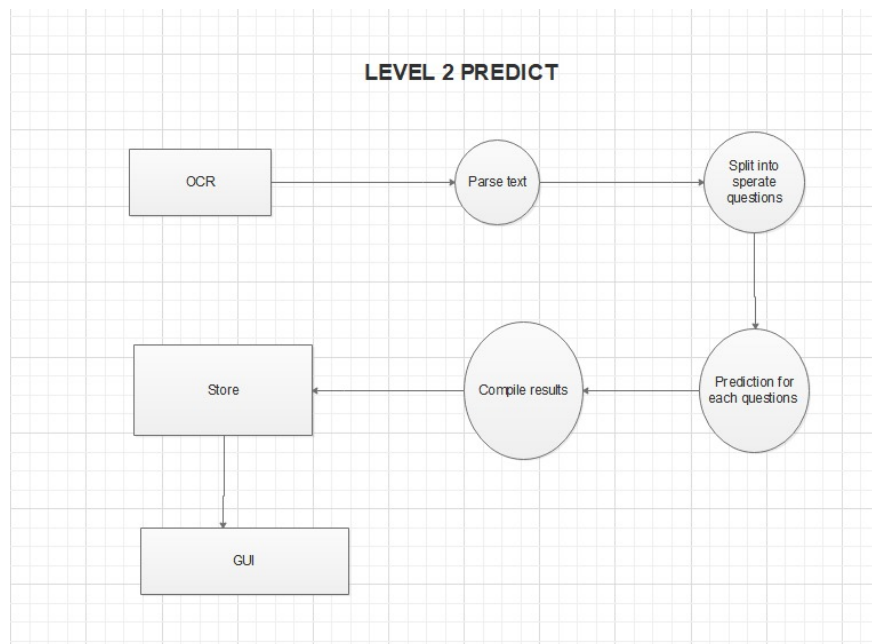 LEVEL 2 PREDICT
OCR
Parse text
Split into
sperate
questions
Prediction for
each questions
Compile results
Store
GUI